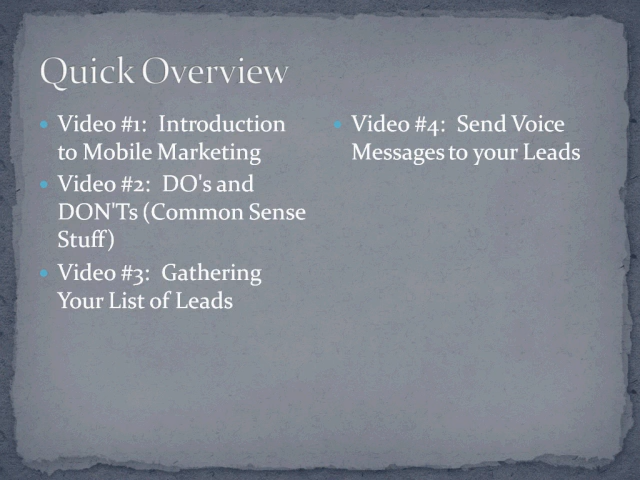 Quick Overview
• Video #1: Introduction
to Mobile Marketing
• Video #2: DO's and
DON'Ts (Common Sense
Stuff)
• Video #3: Gathering
Your List of Leads
• Video #4: Send Voice
Messages to your Leads